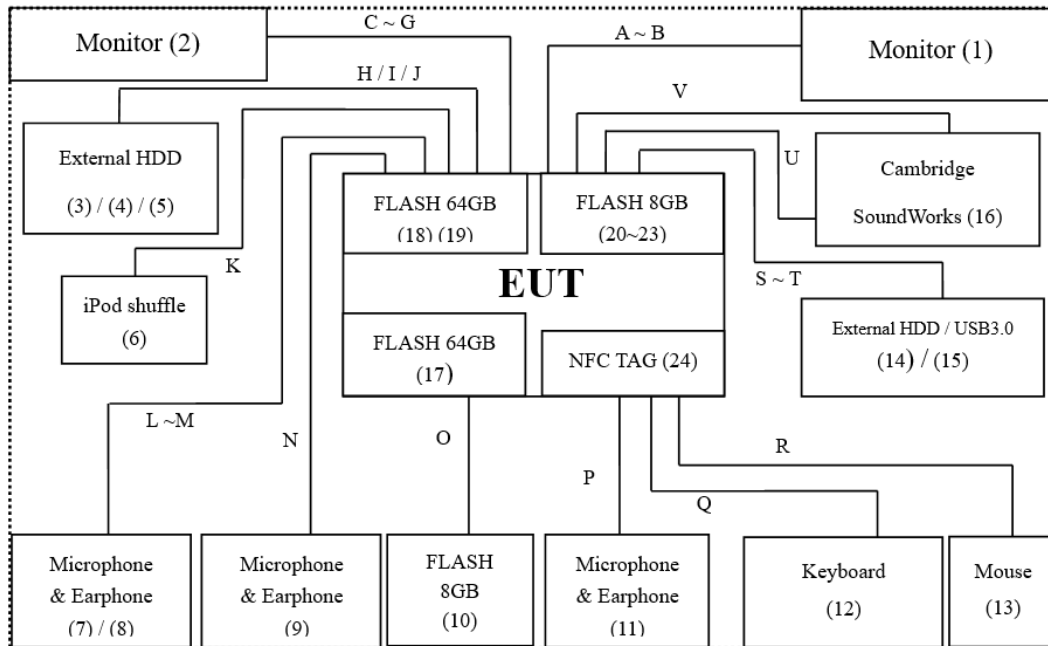 Monitor (2)
C ~ G
A ~ B
Monitor (1)
H / I / J
V
External HDD
(3) / (4) / (5)
K
U
Cambridge
SoundWorks (16)
FLASH 64GB
(18) (19)
FLASH 8GB
(20~23)
EUT
S ~ T
iPod shuffle
(6)
External HDD / USB3.0
(14) / (15)
FLASH 64GB
(17)
NFC TAG (24)
L ~M
N
O
P
Q
R
Microphone
& Earphone
(7) / (8)
Microphone
& Earphone
(9)
FLASH
8GB
(10)
Microphone
& Earphone
(11)
Keyboard
(12)
Mouse
(13)